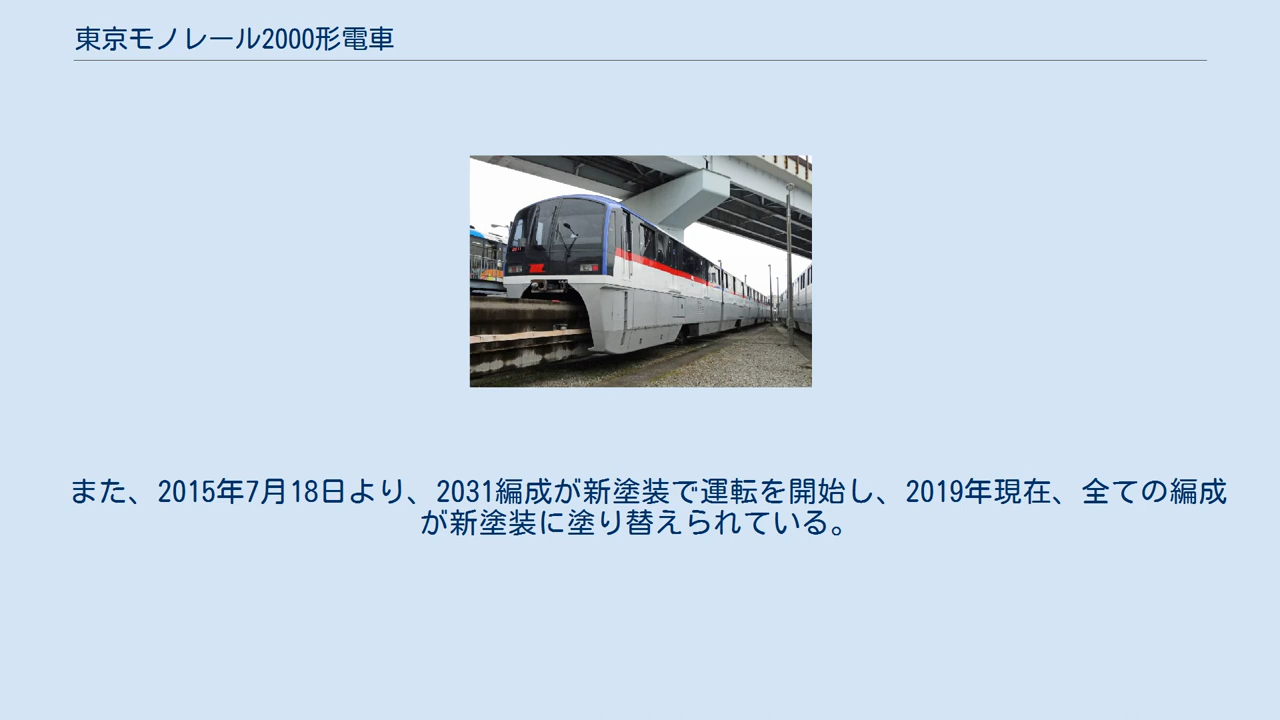 東京モノレール2000形電車
また、2015年7月18日より、2031編成が新塗装で運転を開始し、2019年現在、全ての編成
が新塗装に塗り替えられている。